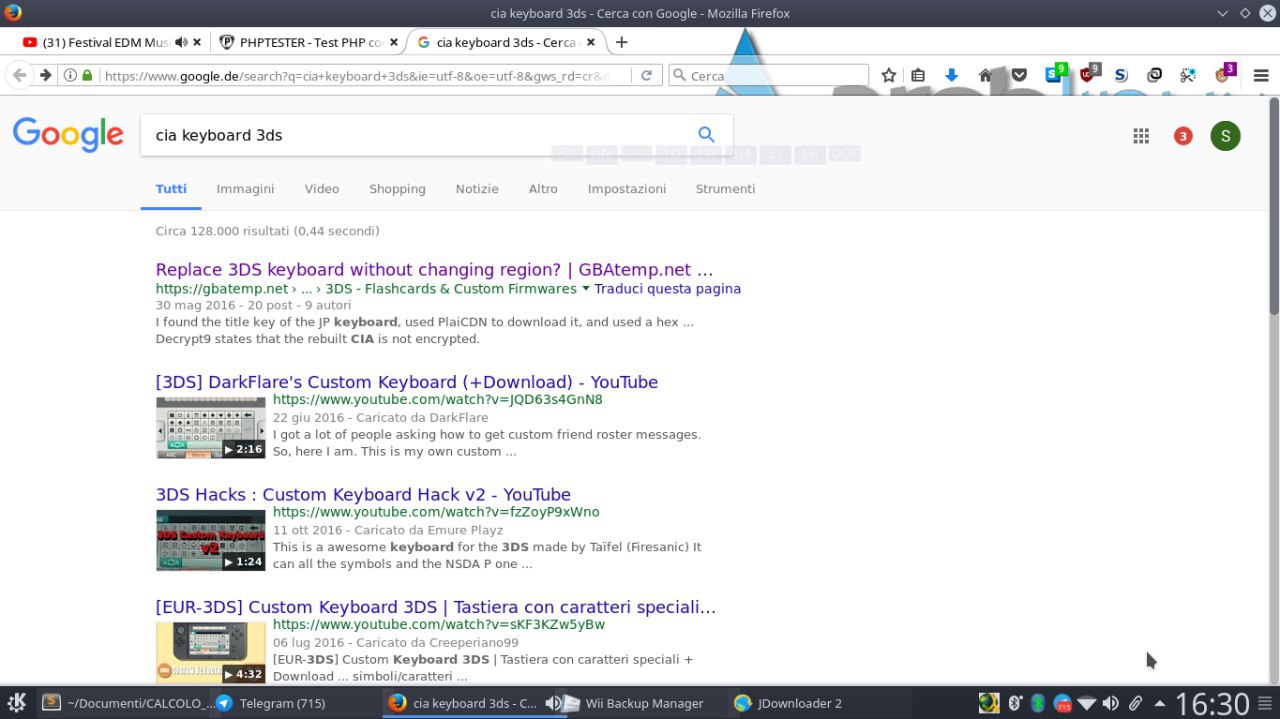 cia keyboard 3ds - Cerca con Google - Mozilla Firefox
(31) Festival EDM Mus
PHPTESTER - Test PHP co
cia keyboard 3ds - Cerca
https://www.google.de/search?q=cia+keyboard+3ds&ie=utf-8&oe=utf-8&gws_rd=cr&d
Cerca
9
9
3
Google
cia keyboard 3ds
3
S
PDF
1Y
DOC
Tutti Immagini Video Shopping Notizie Altro Impostazioni Strumenti
Circa 128.000 risultati (0,44 secondi)
Replace 3DS keyboard without changing region? | GBAtemp.net ...
https://gbatemp.net › ... › 3DS - Flashcards & Custom Firmwares Traduci questa pagina
30 mag 2016 - 20 post - 9 autori
I found the title key of the JP keyboard, used PlaiCDN to download it, and used a hex ...
Decrypt9 states that the rebuilt CIA is not encrypted.
[3DS] DarkFlare's Custom Keyboard (+Download) - YouTube
https://www.youtube.com/watch?v=JQD63s4GnN8
22 giu 2016 - Caricato da DarkFlare
I got a lot of people asking how to get custom friend roster messages.
So, here I am. This is my own custom ...
2:16
3DS Hacks : Custom Keyboard Hack v2 - YouTube
https://www.youtube.com/watch?v=fzZoyP9xWno
11 ott 2016 - Caricato da Emure Playz
This is a awesome keyboard for the 3DS made by Taïfel (Firesanic) It
can all the symbols and the NSDA P one ...
3DS Custom Keyboard
v2
1:24
[EUR-3DS] Custom Keyboard 3DS | Tastiera con caratteri speciali...
https://www.youtube.com/watch?v=sKF3KZw5yBw
06 lug 2016 - Caricato da Creeperiano99
[EUR-3DS] Custom Keyboard 3DS | Tastiera con caratteri speciali +
Download ... simboli/caratteri ...
4:32
~/Documenti/CALCOLO_...
Telegram (715)
cia keyboard 3ds - C...
Wii Backup Manager
JDownloader 2
715
16:30